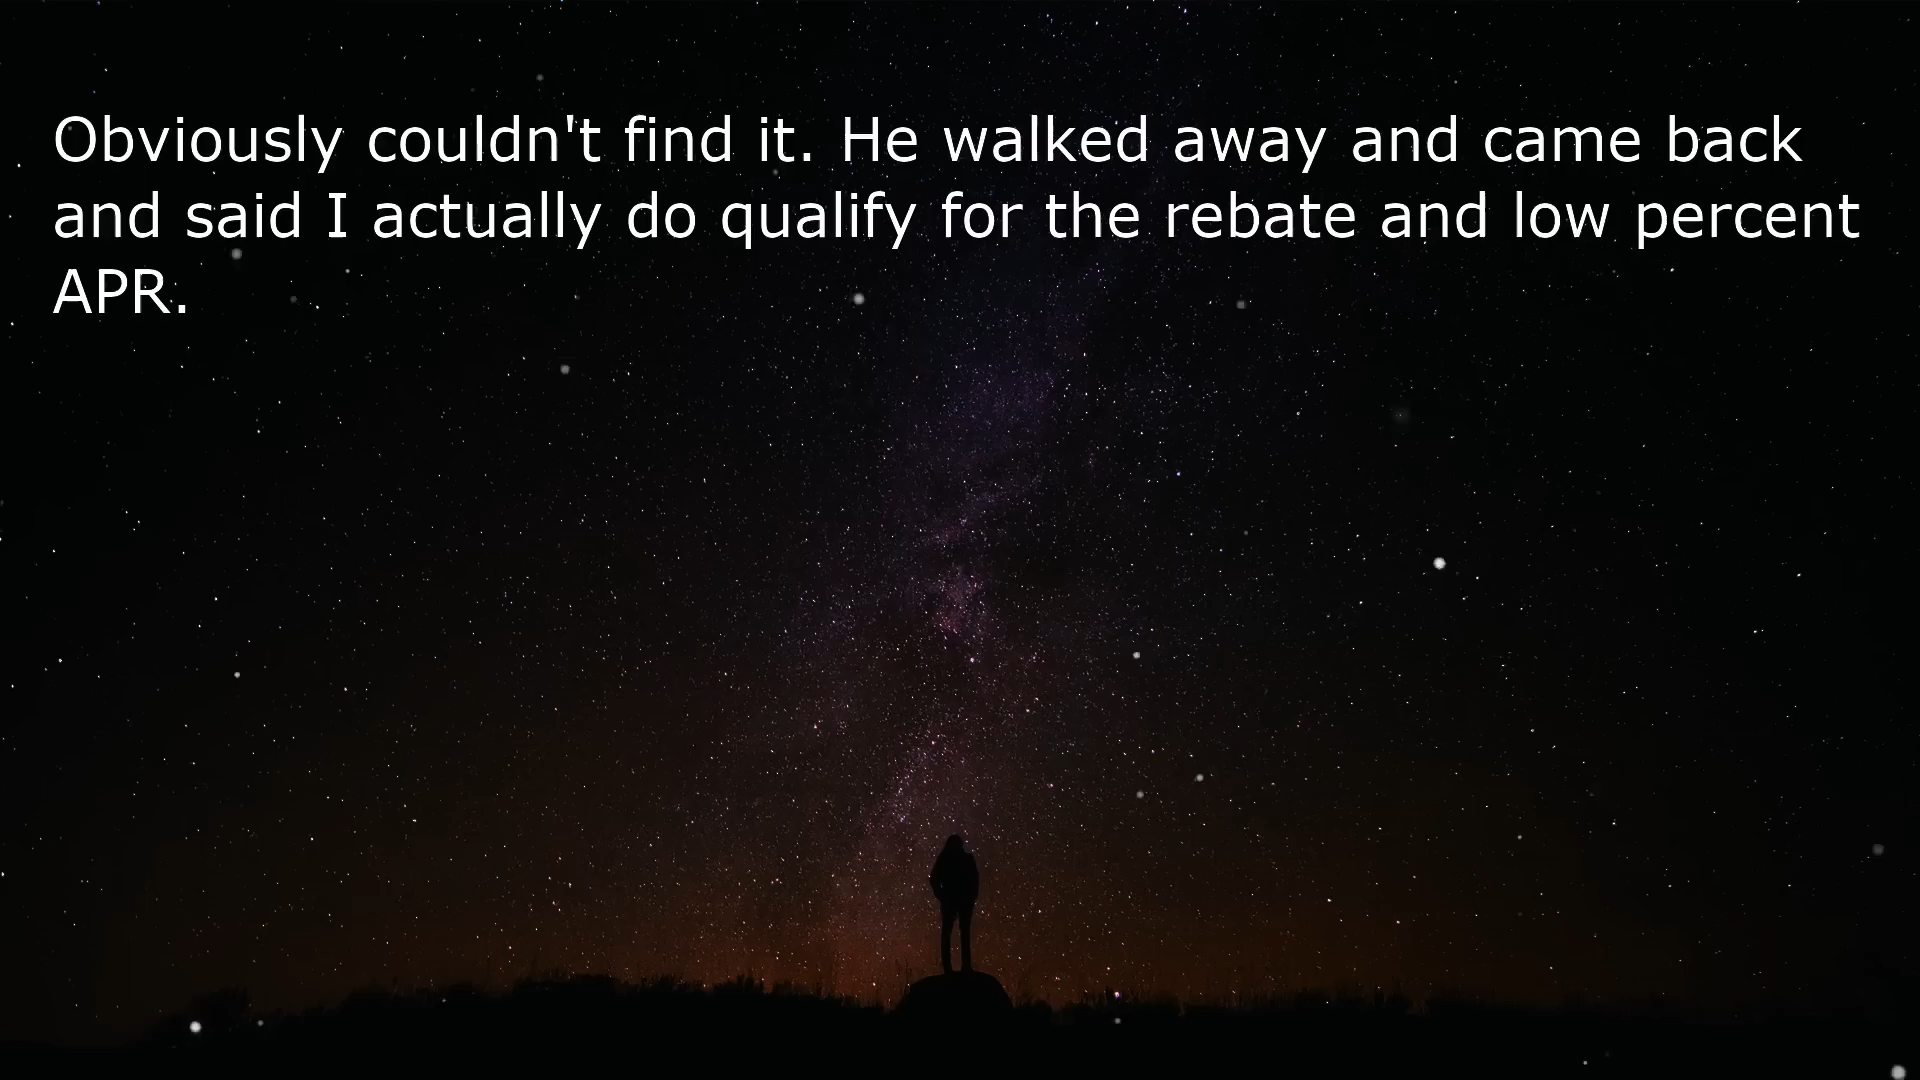 Obviously couldn't find it. He walked away and came back
and said I actually do qualify for the rebate and low percent
APR.